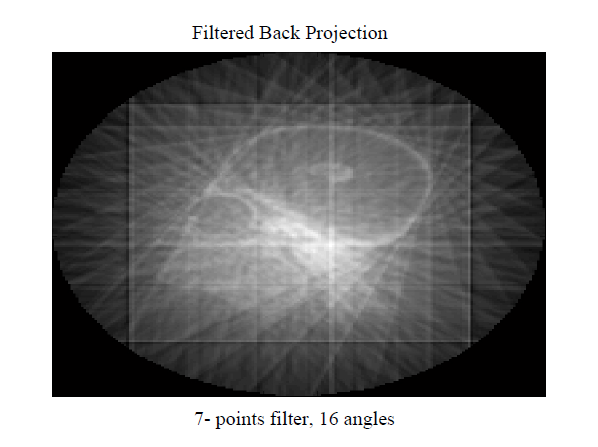 Filtered Back Projection
7- points filter, 16 angles